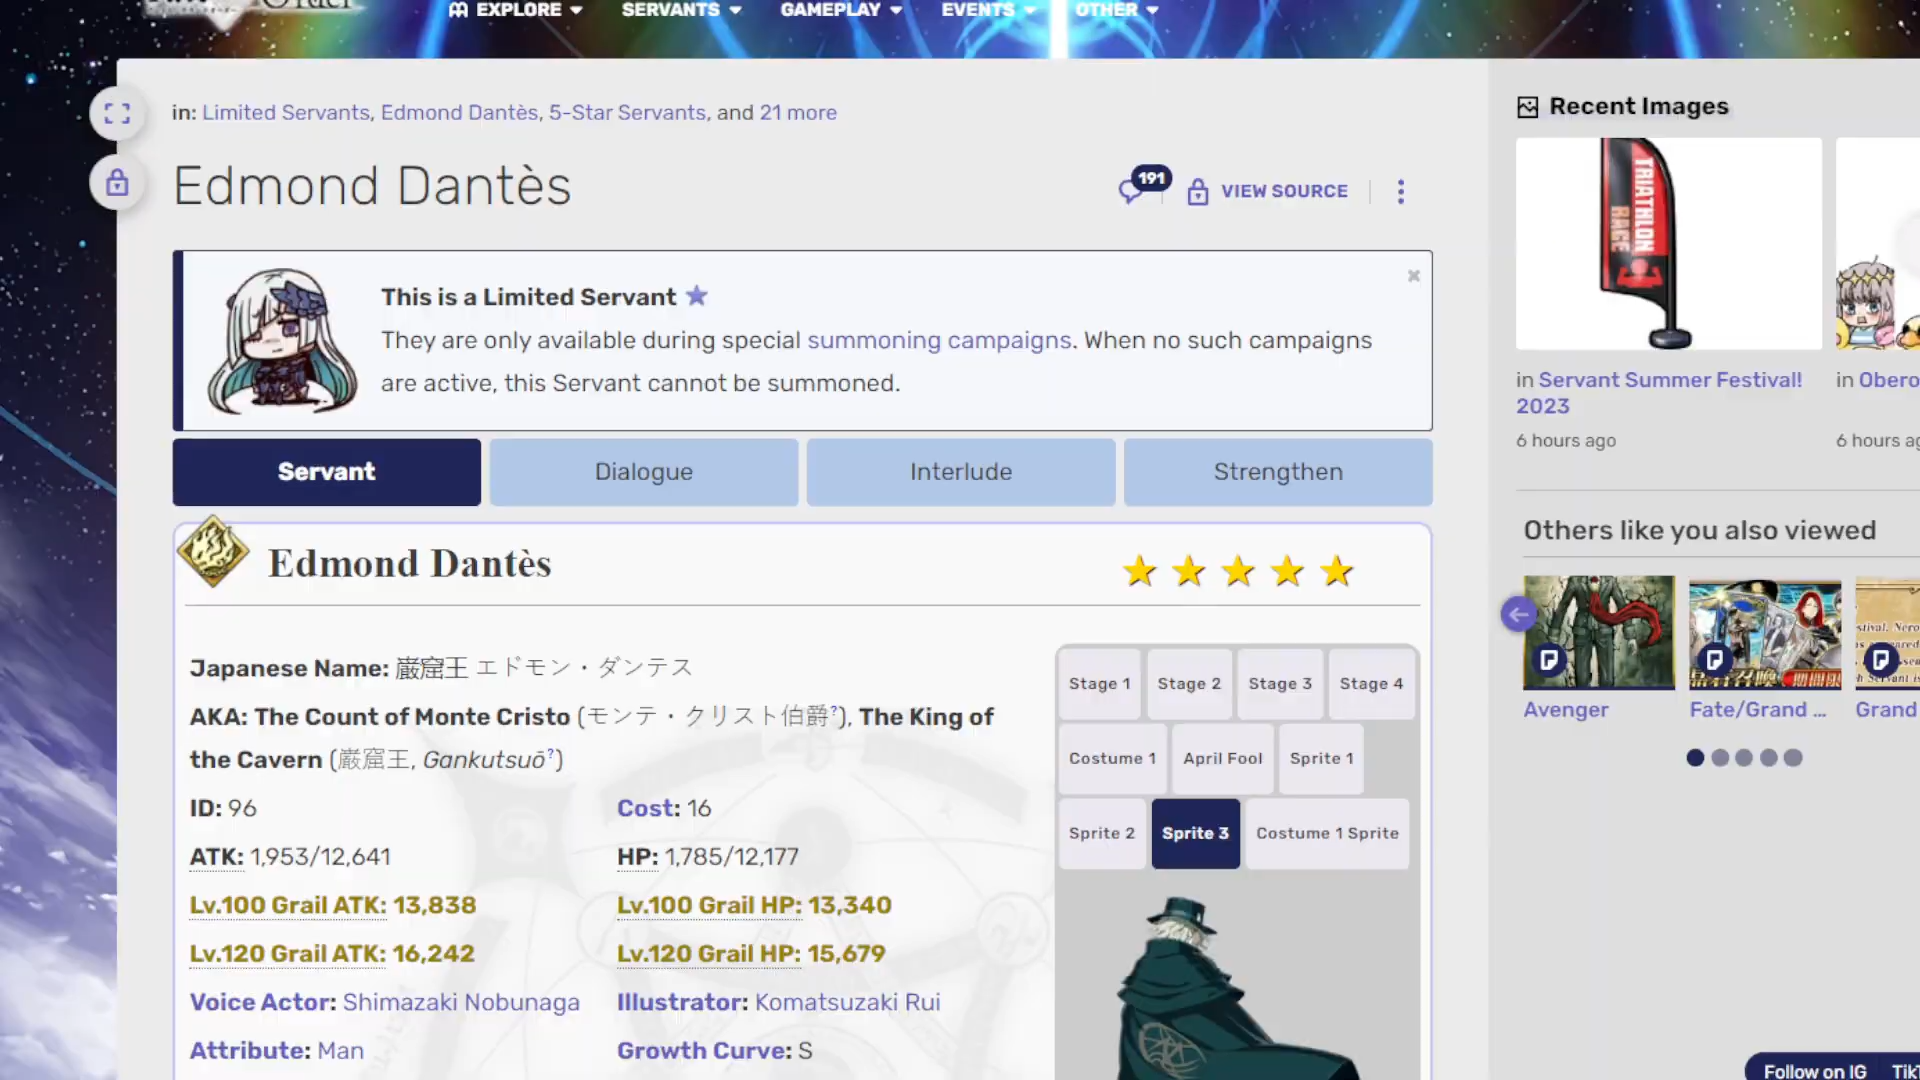 EXPLORE SERVANTS GAMEPLAY EVENTS OTHER
in: Limited Servants, Edmond Dantès, 5-Star Servants, and 21 more
Edmond Dantès
191
VIEW SOURCE
This is a Limited Servant
They are only available during special summoning campaigns. When no such campaigns
are active, this Servant cannot be summoned.
Servant Dialogue Interlude Strengthen
Edmond Dantès
Japanese Name: 巌窟王 エドモン・ダンテス
AKA: The Count of Monte Cristo (モンテ・クリスト伯爵?), The King of
the Cavern (巌窟王, Gankutsuō?)
ID: 96 Cost: 16
ATK: 1,953/12,641 HP: 1,785/12,177
Lv.100 Grail ATK: 13,838 Lv.100 Grail HP: 13,340
Lv.120 Grail ATK: 16,242 Lv.120 Grail HP: 15,679
Voice Actor: Shimazaki Nobunaga Illustrator: Komatsuzaki Rui
Attribute: Man Growth Curve: S
Stage 1 Stage 2 Stage 3 Stage 4
Costume 1 April Fool Sprite 1
Sprite 2 Sprite 3 Costume 1 Sprite
Recent Images
TRIATHLON
RACE
in Servant Summer Festival!
2023
6 hours ago
in Obero
6 hours ag
Others like you also viewed
Avenger Fate/Grand ... Grand
Follow on IG Tik